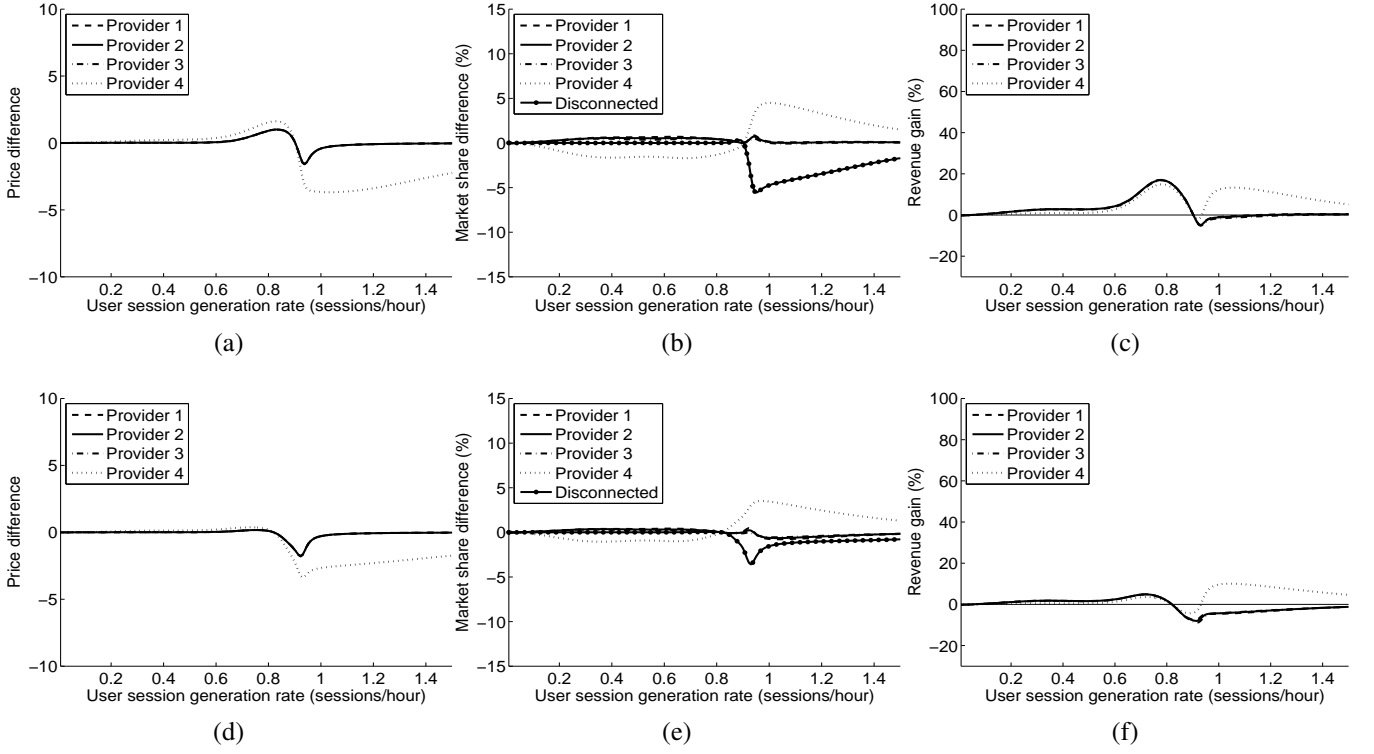 10
5
0
−5
−10
Price difference
Provider 1
Provider 2
Provider 3
Provider 4
0.2 0.4 0.6 0.8 1 1.2 1.4
User session generation rate (sessions/hour)
(a)
15
10
5
0
−5
−10
−15
Market share difference (%)
Provider 1
Provider 2
Provider 3
Provider 4
Disconnected
0.2 0.4 0.6 0.8 1 1.2 1.4
User session generation rate (sessions/hour)
(b)
100
80
60
40
20
0
−20
Revenue gain (%)
Provider 1
Provider 2
Provider 3
Provider 4
0.2 0.4 0.6 0.8 1 1.2 1.4
User session generation rate (sessions/hour)
(c)
10
5
0
−5
−10
Price difference
Provider 1
Provider 2
Provider 3
Provider 4
0.2 0.4 0.6 0.8 1 1.2 1.4
User session generation rate (sessions/hour)
(d)
15
10
5
0
−5
−10
−15
Market share difference (%)
Provider 1
Provider 2
Provider 3
Provider 4
Disconnected
0.2 0.4 0.6 0.8 1 1.2 1.4
User session generation rate (sessions/hour)
(e)
100
80
60
40
20
0
−20
Revenue gain (%)
Provider 1
Provider 2
Provider 3
Provider 4
0.2 0.4 0.6 0.8 1 1.2 1.4
User session generation rate (sessions/hour)
(f)